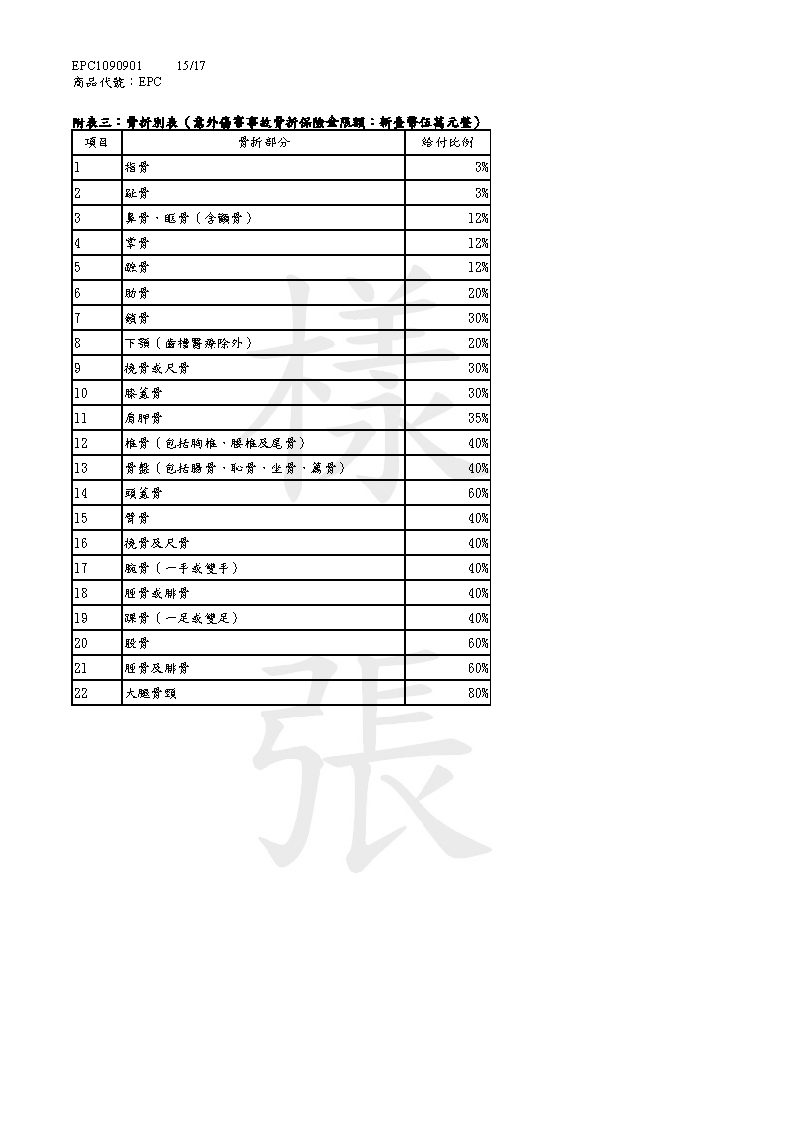 EPC1090901 15/17
商品代號：EPC
附表三：骨折別表（意外傷害事故骨折保險金限額：新臺幣伍萬元整）
項目 骨折部分 給付比例
1 指骨 3%
2 趾骨 3%
3 鼻骨、眶骨（含顴骨） 12%
4 掌骨 12%
5 蹠骨 12%
6 肋骨 20%
7 鎖骨 30%
8 下顎（齒槽醫療除外） 20%
9 橈骨或尺骨 30%
10 膝蓋骨 30%
11 肩胛骨 35%
12 椎骨（包括胸椎、腰椎及尾骨） 40%
13 骨盤（包括腸骨、恥骨、坐骨、薦骨） 40%
14 頭蓋骨 60%
15 臂骨 40%
16 橈骨及尺骨 40%
17 腕骨（一手或雙手） 40%
18 脛骨或腓骨 40%
19 踝骨（一足或雙足） 40%
20 股骨 60%
21 脛骨及腓骨 60%
22 大腿骨頸 80%
樣
張